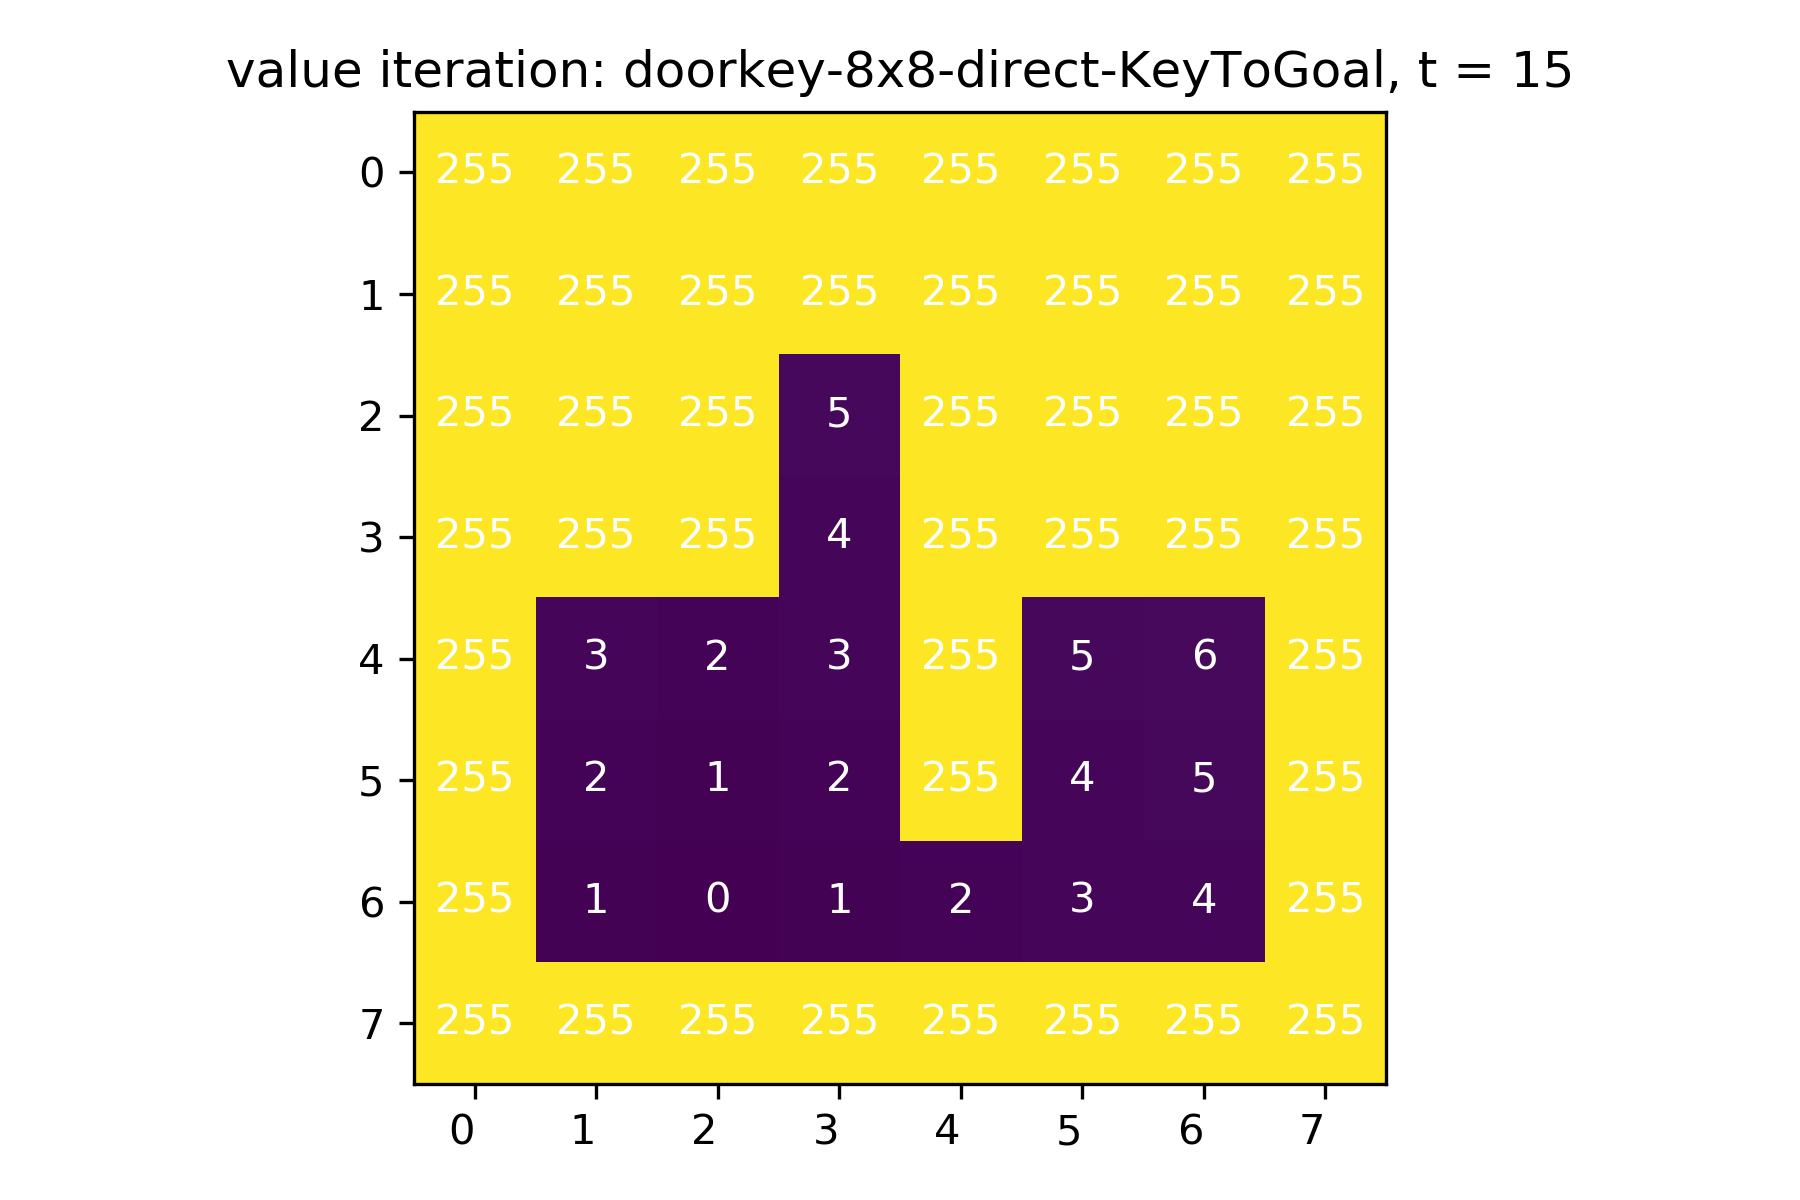 value iteration: doorkey-8x8-direct-KeyToGoal, t = 15
0 255 255 255 255 255 255 255 255
1 255 255 255 255 255 255 255 255
2 255 255 255 5 255 255 255 255
3 255 255 255 4 255 255 255 255
4 255 3 2 3 255 5 6 255
5 255 2 1 2 255 4 5 255
6 255 1 0 1 2 3 4 255
7 255 255 255 255 255 255 255 255
0 1 2 3 4 5 6 7